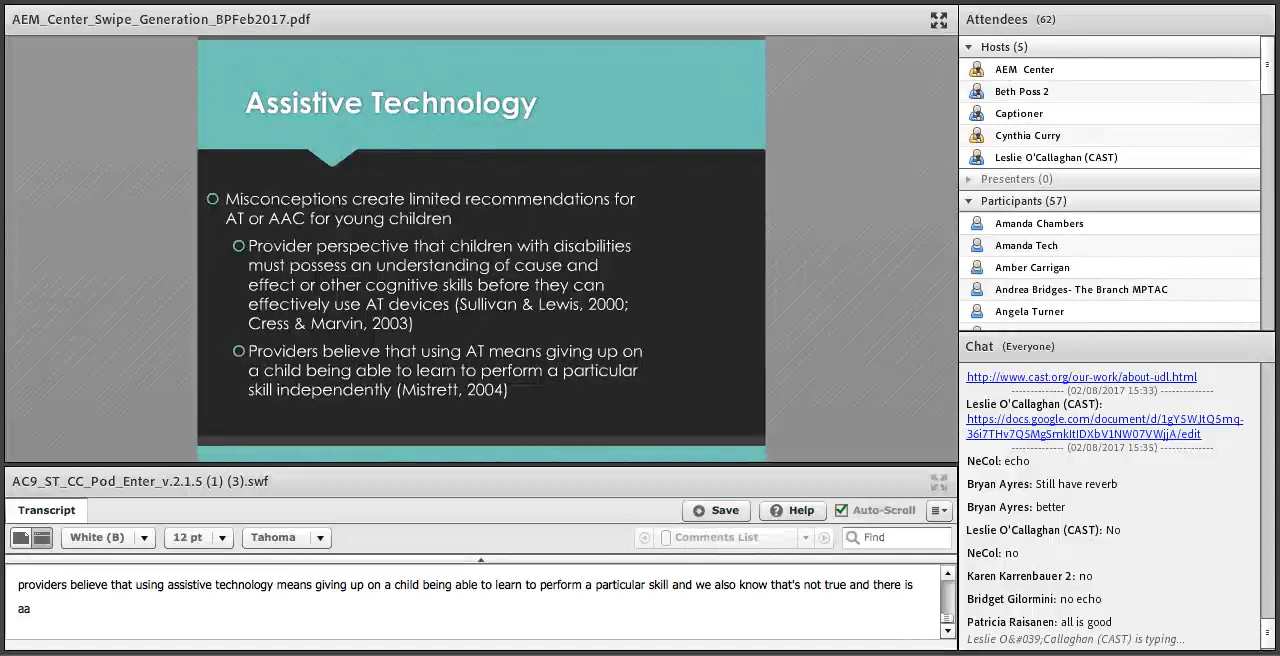 AEM_Center_Swipe_Generation_BPFeb2017.pdf
Assistive Technology
Misconceptions create limited recommendations for
AT or AAC for young children
Provider perspective that children with disabilities
must possess an understanding of cause and
effect or other cognitive skills before they can
effectively use AT devices (Sullivan & Lewis, 2000;
Cress & Marvin, 2003)
Providers believe that using AT means giving up on
a child being able to learn to perform a particular
skill independently (Mistrett, 2004)
AC9_ST_CC_Pod_Enter_v.2.1.5 (1) (3).swf
Transcript
Save
Help
Auto-Scroll
White (B)
12 pt
Tahoma
Comments List
Find
providers believe that using assistive technology means giving up on a child being able to learn to perform a particular skill and we also know that's not true and there is
aa
Attendees (62)
Hosts (5)
AEM Center
Beth Poss 2
Captioner
Cynthia Curry
Leslie O'Callaghan (CAST)
Presenters (0)
Participants (57)
Amanda Chambers
Amanda Tech
Amber Carrigan
Andrea Bridges- The Branch MPTAC
Angela Turner
Chat (Everyone)
http://www.cast.org/our-work/about-udl.html
-------------- (02/08/2017 15:33) --------------
Leslie O'Callaghan (CAST):
https://docs.google.com/document/d/1gY5WJtQ5mq-
36i7THv7Q5MgSmkItIDXbV1NW07VWjjA/edit
-------------- (02/08/2017 15:35) --------------
NeCol: echo
Bryan Ayres: Still have reverb
Bryan Ayres: better
Leslie O'Callaghan (CAST): No
NeCol: no
Karen Karrenbauer 2: no
Bridget Gilormini: no echo
Patricia Raisanen: all is good
Leslie O&#039;Callaghan (CAST) is typing...